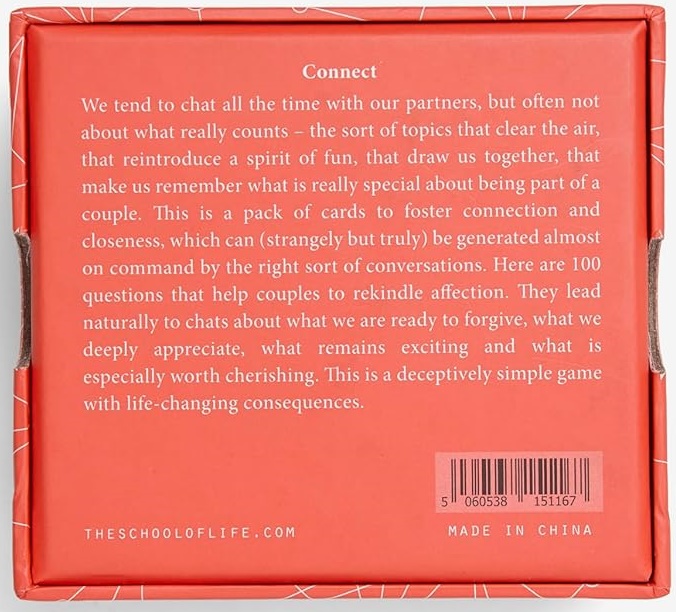 Connect
We tend to chat all the time with our partners, but often not
about what really counts – the sort of topics that clear the air,
that reintroduce a spirit of fun, that draw us together, that
make us remember what is really special about being part of a
couple. This is a pack of cards to foster connection and
closeness, which can (strangely but truly) be generated almost
on command by the right sort of conversations. Here are 100
questions that help couples to rekindle affection. They lead
naturally to chats about what we are ready to forgive, what we
deeply appreciate, what remains exciting and what is
especially worth cherishing. This is a deceptively simple game
with life-changing consequences.
5 060538 151167
THESCHOOLOFLIFE.COM
MADE IN CHINA